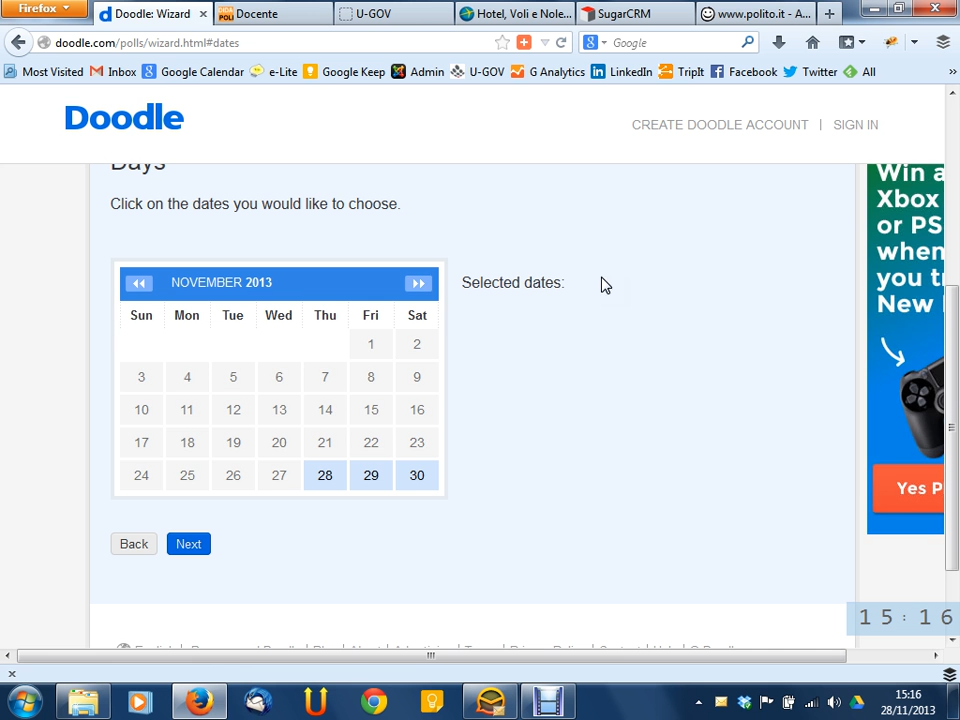 Firefox
Doodle: Wizard
Docente
U-GOV
Hotel, Voli e Nole...
SugarCRM
www.polito.it - A...
doodle.com/polls/wizard.html#dates
Google
Most Visited
Inbox
Google Calendar
e-Lite
Google Keep
Admin
U-GOV
G Analytics
LinkedIn
TripIt
Facebook
Twitter
All
Doodle
CREATE DOODLE ACCOUNT | SIGN IN
Days
Click on the dates you would like to choose.
NOVEMBER 2013
Selected dates:
Sun Mon Tue Wed Thu Fri Sat
1 2
3 4 5 6 7 8 9
10 11 12 13 14 15 16
17 18 19 20 21 22 23
24 25 26 27 28 29 30
Back Next
Win a
Xbox
or PS
when
you t
New
Yes P
15:16
15:16
28/11/2013